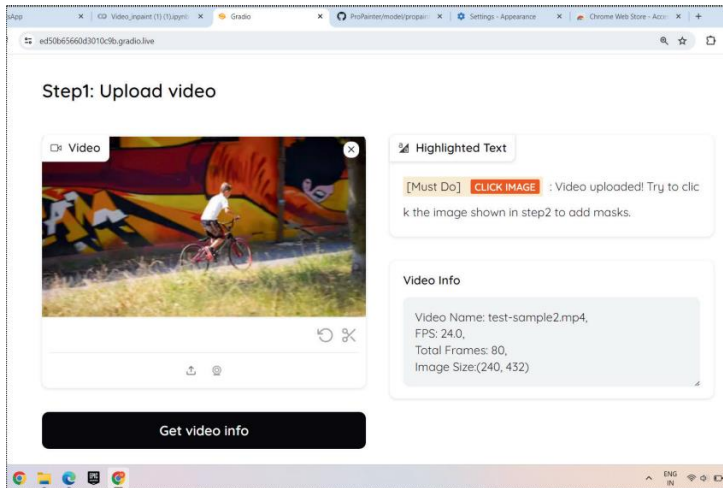 sApp
Video_inpaint (1) (1).ipynb
Gradio
ProPainter/model/propain
Settings - Appearance
Chrome Web Store - Acce
ed50b65660d3010c9b.gradio.live
Step1: Upload video
Video
Highlighted Text
[Must Do] CLICK IMAGE : Video uploaded! Try to clic
k the image shown in step2 to add masks.
Video Info
Video Name: test-sample2.mp4,
FPS: 24.0,
Total Frames: 80,
Image Size:(240, 432)
Get video info
ENG
IN